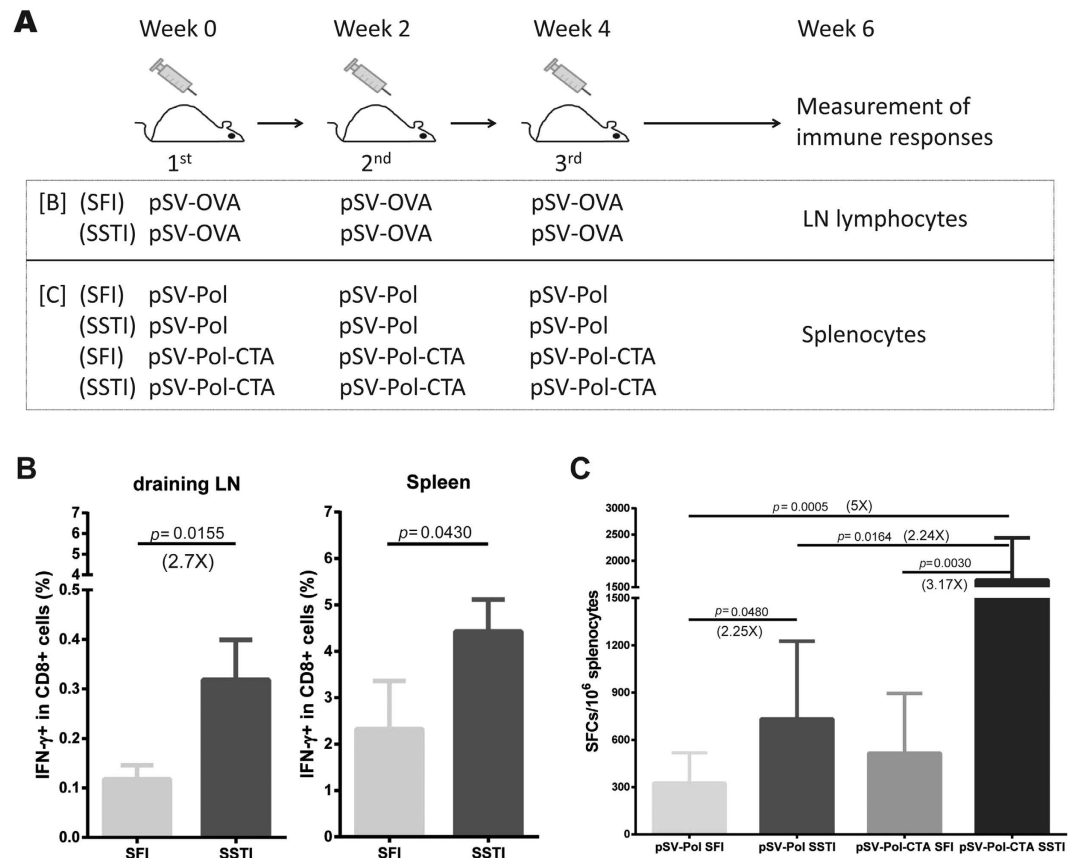 A
Week 0 Week 2 Week 4 Week 6
Measurement of
immune responses
1st 2nd 3rd
[B] (SFI) pSV-OVA pSV-OVA pSV-OVA
(SSTI) pSV-OVA pSV-OVA pSV-OVA
LN lymphocytes
[C] (SFI) pSV-Pol pSV-Pol pSV-Pol
(SSTI) pSV-Pol pSV-Pol pSV-Pol
Splenocytes
(SFI) pSV-Pol-CTA pSV-Pol-CTA pSV-Pol-CTA
(SSTI) pSV-Pol-CTA pSV-Pol-CTA pSV-Pol-CTA
B
draining LN
IFN-γ+ in CD8+ cells (%)
7
6
5
4
0.5
0.4
0.3
0.2
0.1
0.0
p= 0.0155
(2.7X)
SFI SSTI
Spleen
IFN-γ+ in CD8+ cells (%)
7
6
5
4
3
2
1
0
p= 0.0430
SFI SSTI
C
SFCs/10^6 splenocytes
3000
2500
2000
1500
1500
1200
900
600
300
0
p= 0.0005 (5X)
p= 0.0164 (2.24X)
p=0.0030
(3.17X)
p= 0.0480
(2.25X)
pSV-Pol SFI pSV-Pol SSTI pSV-Pol-CTA SFI pSV-Pol-CTA SSTI